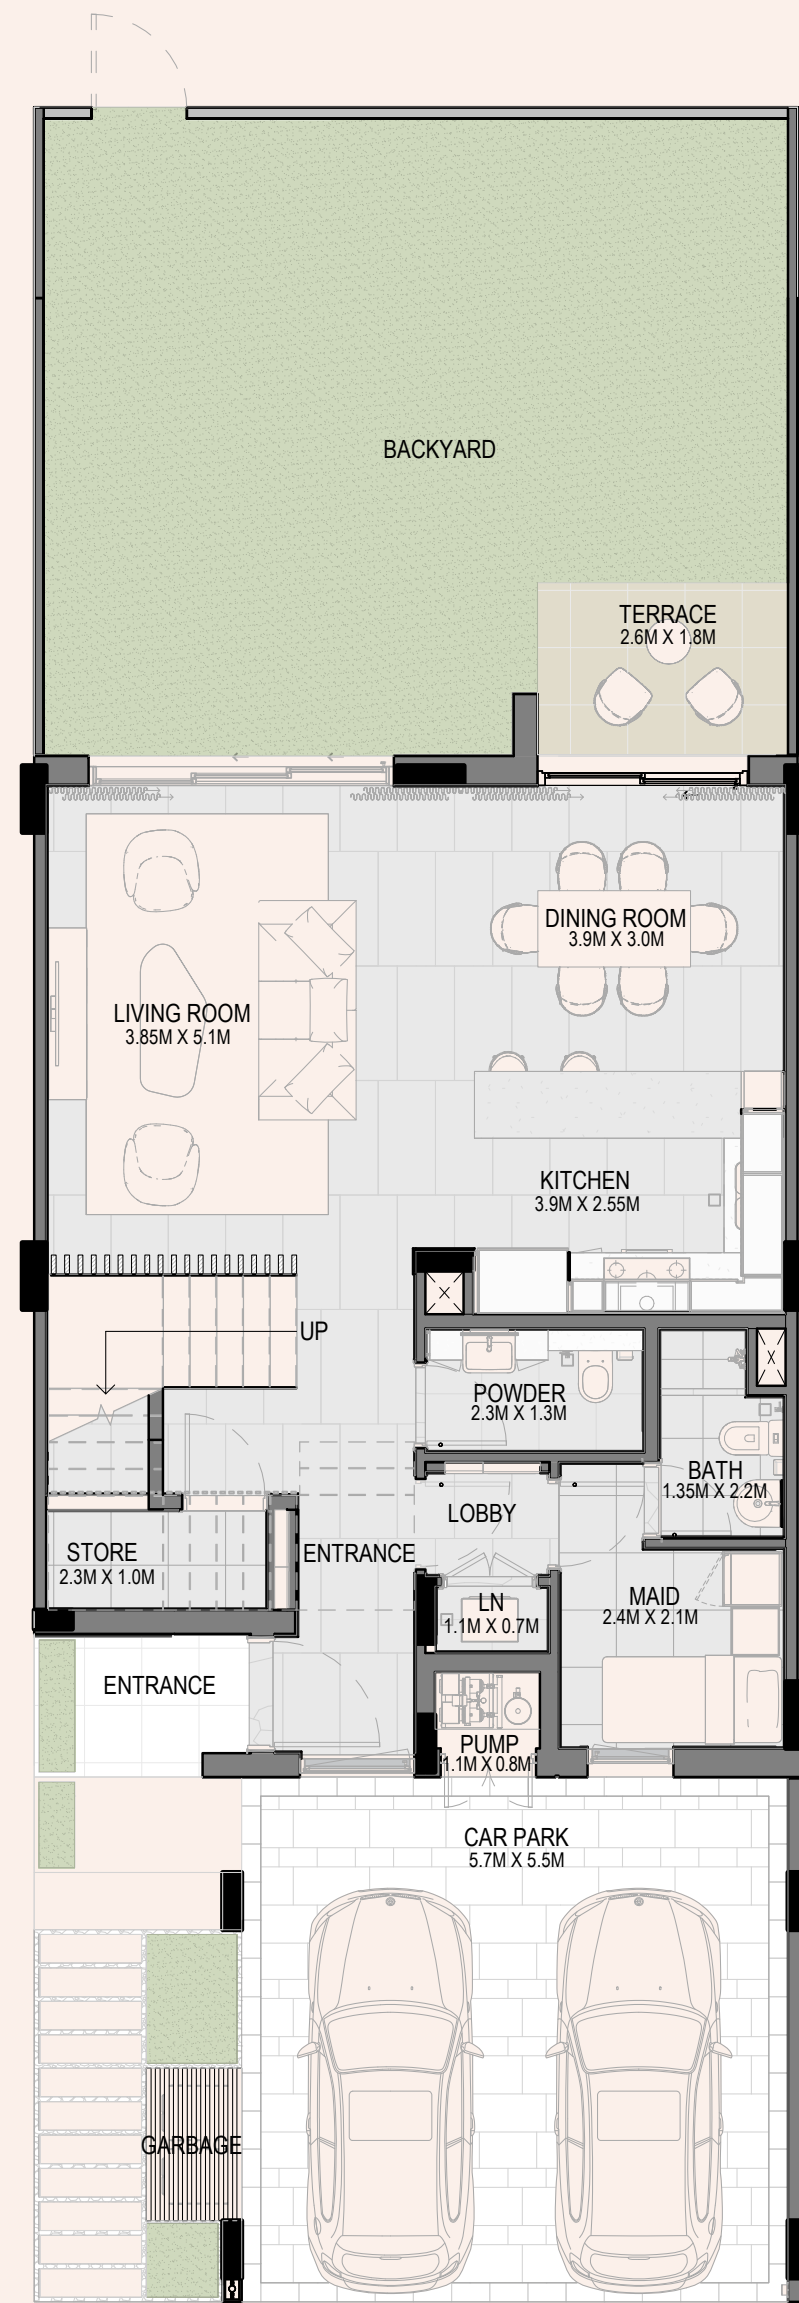 BACKYARD
TERRACE
2.6M X 1.8M
DINING ROOM
3.9M X 3.0M
LIVING ROOM
3.85M X 5.1M
KITCHEN
3.9M X 2.55M
UP
POWDER
2.3M X 1.3M
BATH
1.35M X 2.2M
LOBBY
STORE
2.3M X 1.0M
ENTRANCE
LN
1.1M X 0.7M
MAID
2.4M X 2.1M
ENTRANCE
PUMP
1.1M X 0.8M
CAR PARK
5.7M X 5.5M
GARBAGE